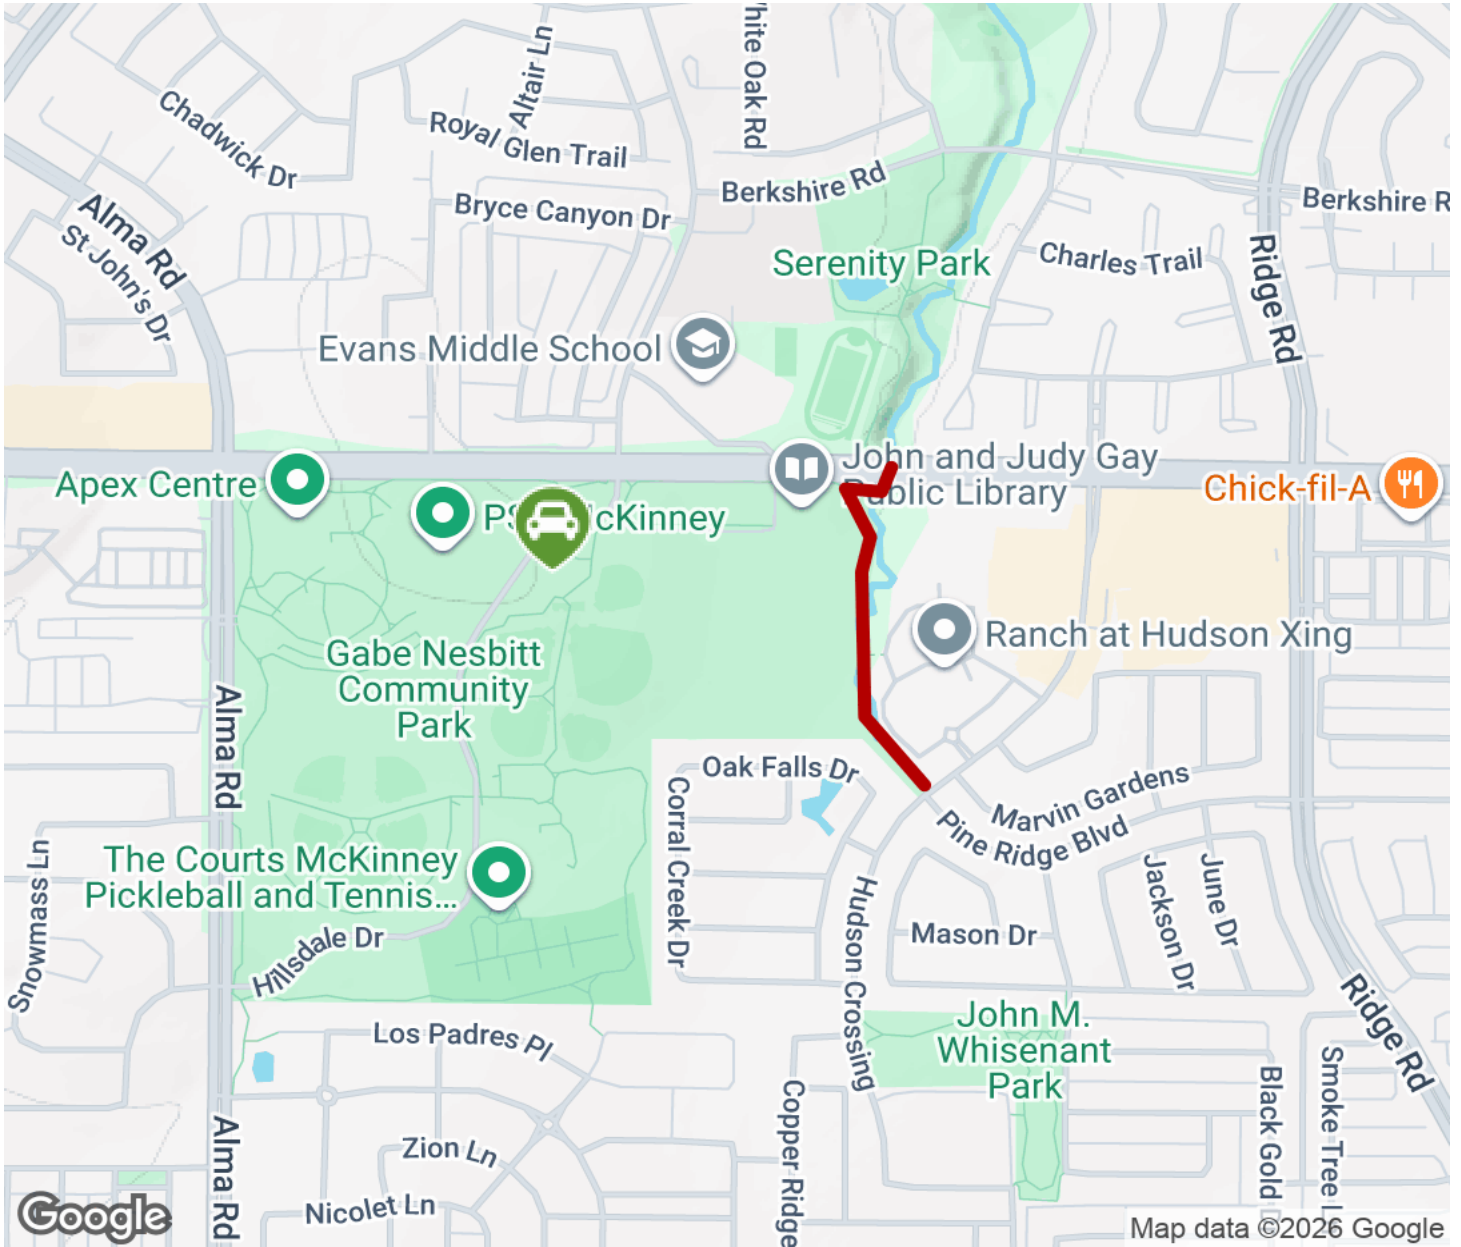 Chadwick Dr
Altair Ln
Royal Glen Trail
White Oak Rd
Berkshire Rd
Berkshire R
Bryce Canyon Dr
Alma Rd
St John's Dr
Serenity Park
Charles Trail
Ridge Rd
Evans Middle School
John and Judy Gay
Public Library
Apex Centre
Chick-fil-A
McKinney
Gabe Nesbitt
Community
Park
Ranch at Hudson Xing
Alma Rd
Oak Falls Dr
Corral Creek Dr
Marvin Gardens
Pine Ridge Blvd
Snowmass Ln
The Courts McKinney
Pickleball and Tennis...
Hudson Crossing
Jackson Dr
June Dr
Mason Dr
Hillsdale Dr
Los Padres Pl
John M.
Whisenant
Park
Ridge Rd
Smoke Tree L
Black Gold D
Copper Ridge
Alma Rd
Zion Ln
Nicolet Ln
Google
Map data ©2026 Google